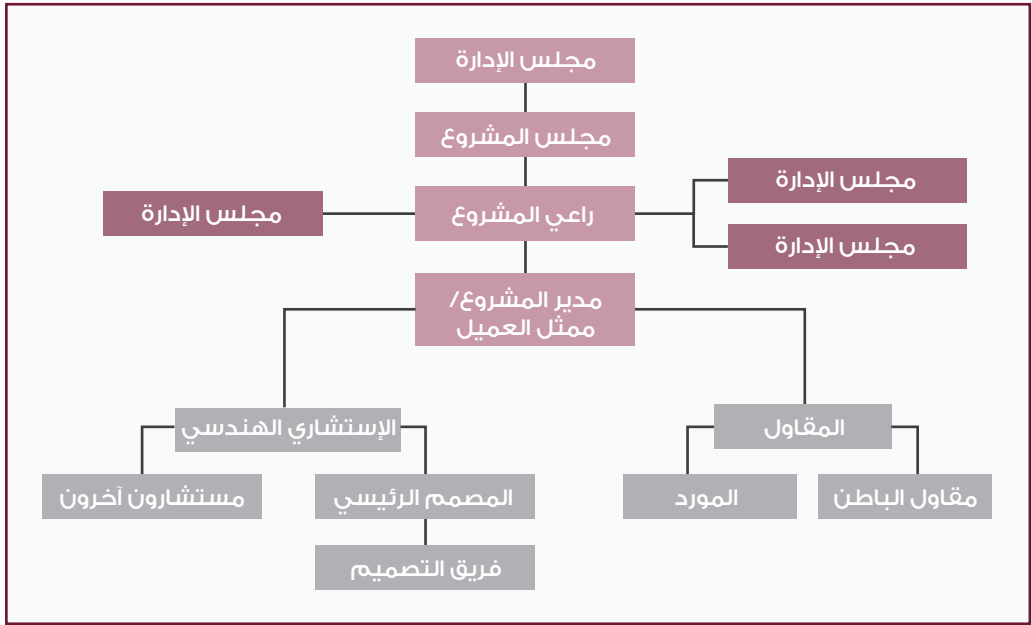 مجلس الإدارة
مجلس المشروع
مجلس الإدارة
راعي المشروع
مجلس الإدارة
مجلس الإدارة
مدير المشروع/
ممثل العميل
المقاول
الإستشاري الهندسي
مقاول الباطن
المورد
المصمم الرئيسي
مستشارون آخرون
فريق التصميم